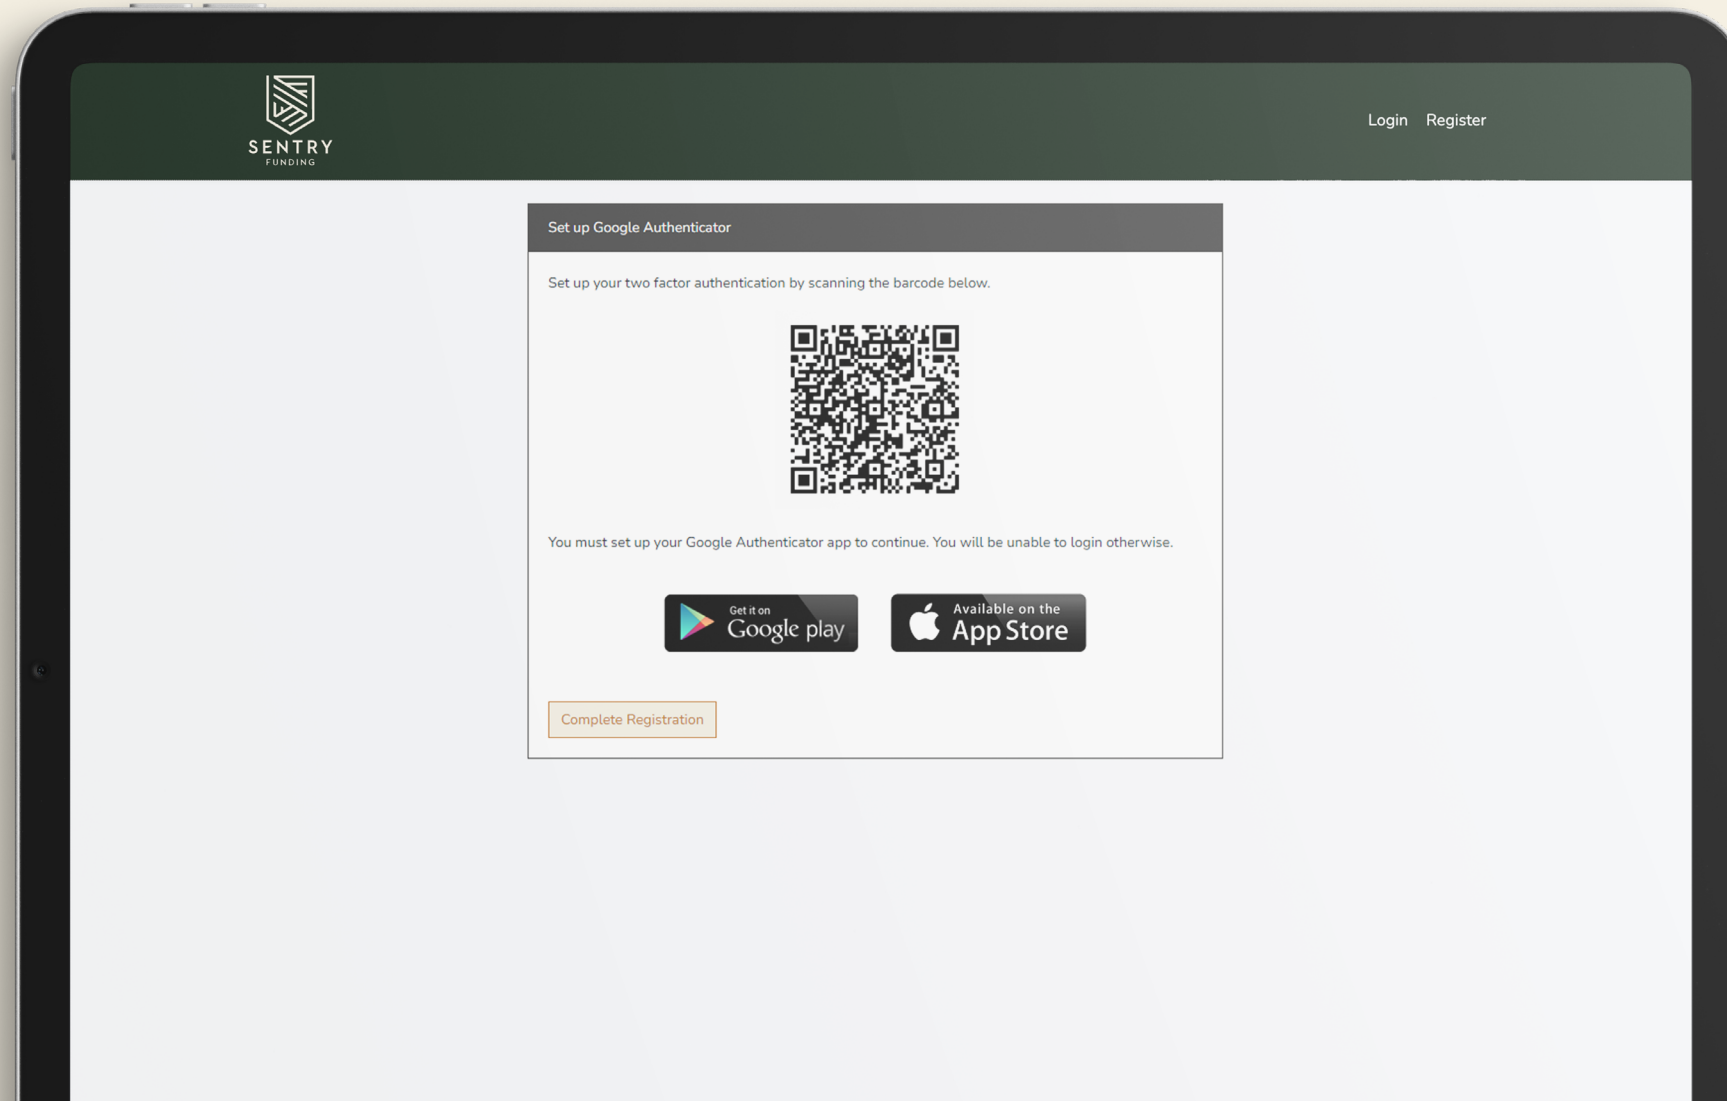 SENTRY
FUNDING
Login Register
Set up Google Authenticator
Set up your two factor authentication by scanning the barcode below.
You must set up your Google Authenticator app to continue. You will be unable to login otherwise.
Get it on
Google play
Available on the
App Store
Complete Registration